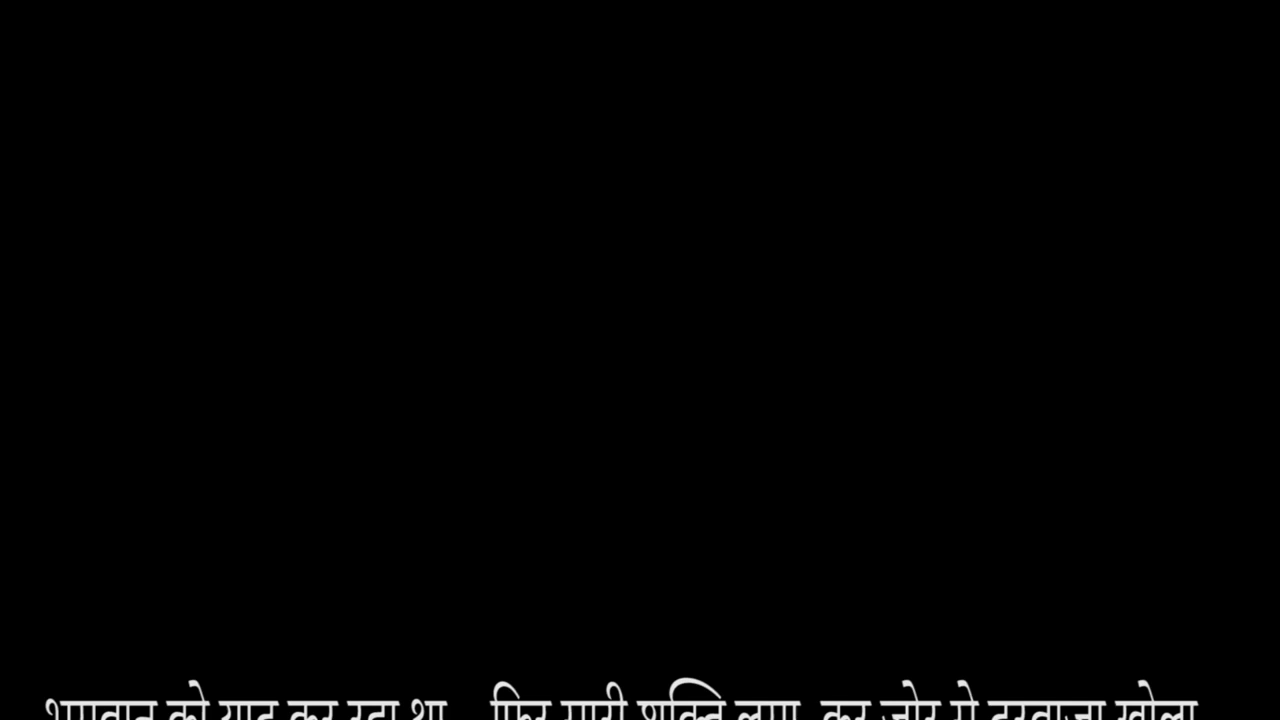 भगवान को याद कर रहा था फिर सारी शक्ति लगा कर जोर से दरवाजा खोला